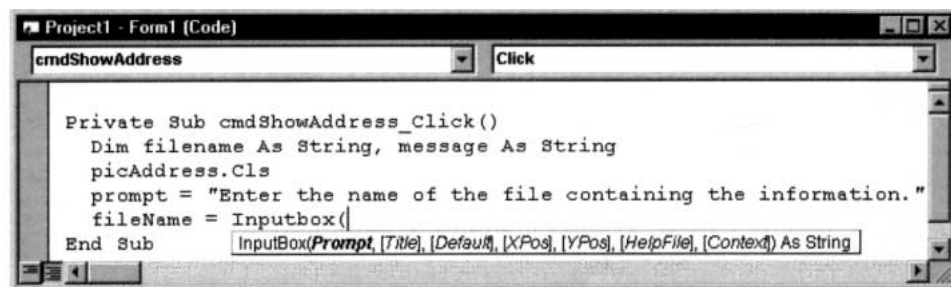 Project1 - Form1 (Code)
cmdShowAddress Click
Private Sub cmdShowAddress_Click()
Dim filename As String, message As String
picAddress.Cls
prompt = "Enter the name of the file containing the information."
fileName = Inputbox(
End Sub
InputBox(Prompt, [Title], [Default], [XPos], [YPos], [HelpFile], [Context]) As String